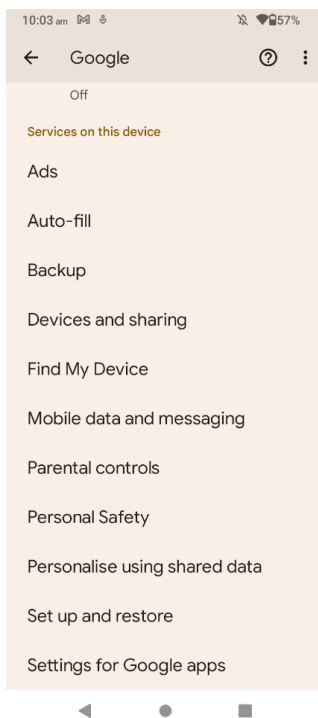 10:03 am 57%
Google
Off
Services on this device
Ads
Auto-fill
Backup
Devices and sharing
Find My Device
Mobile data and messaging
Parental controls
Personal Safety
Personalise using shared data
Set up and restore
Settings for Google apps